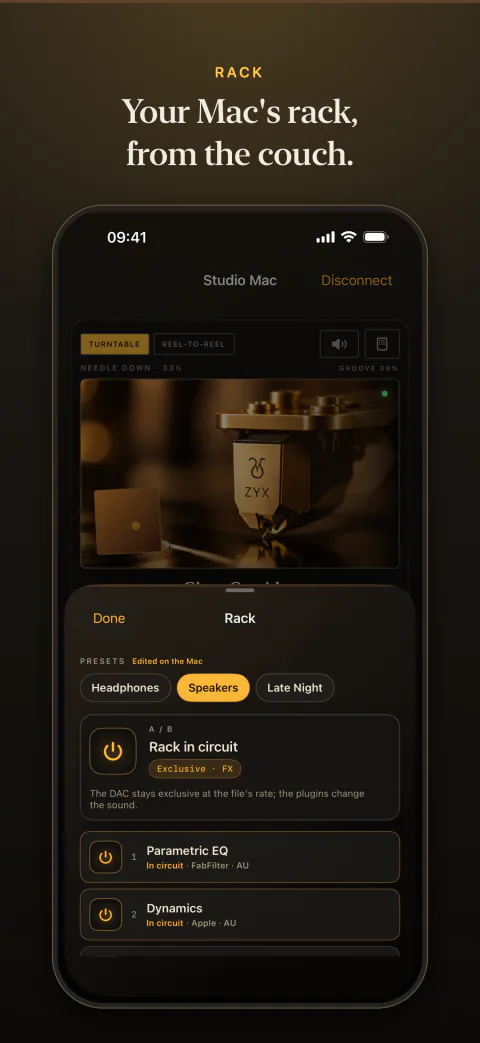 RACK
Your Mac's rack,
from the couch.
09:41
Studio Mac
Disconnect
TURNTABLE
REEL-TO-REEL
NEEDLE DOWN · 33⅓
GROOVE 39%
ZYX
Done
Rack
PRESETS Edited on the Mac
Headphones
Speakers
Late Night
A / B
Rack in circuit
Exclusive · FX
The DAC stays exclusive at the file's rate; the plugins change
the sound.
1
Parametric EQ
In circuit · FabFilter · AU
2
Dynamics
In circuit · Apple · AU